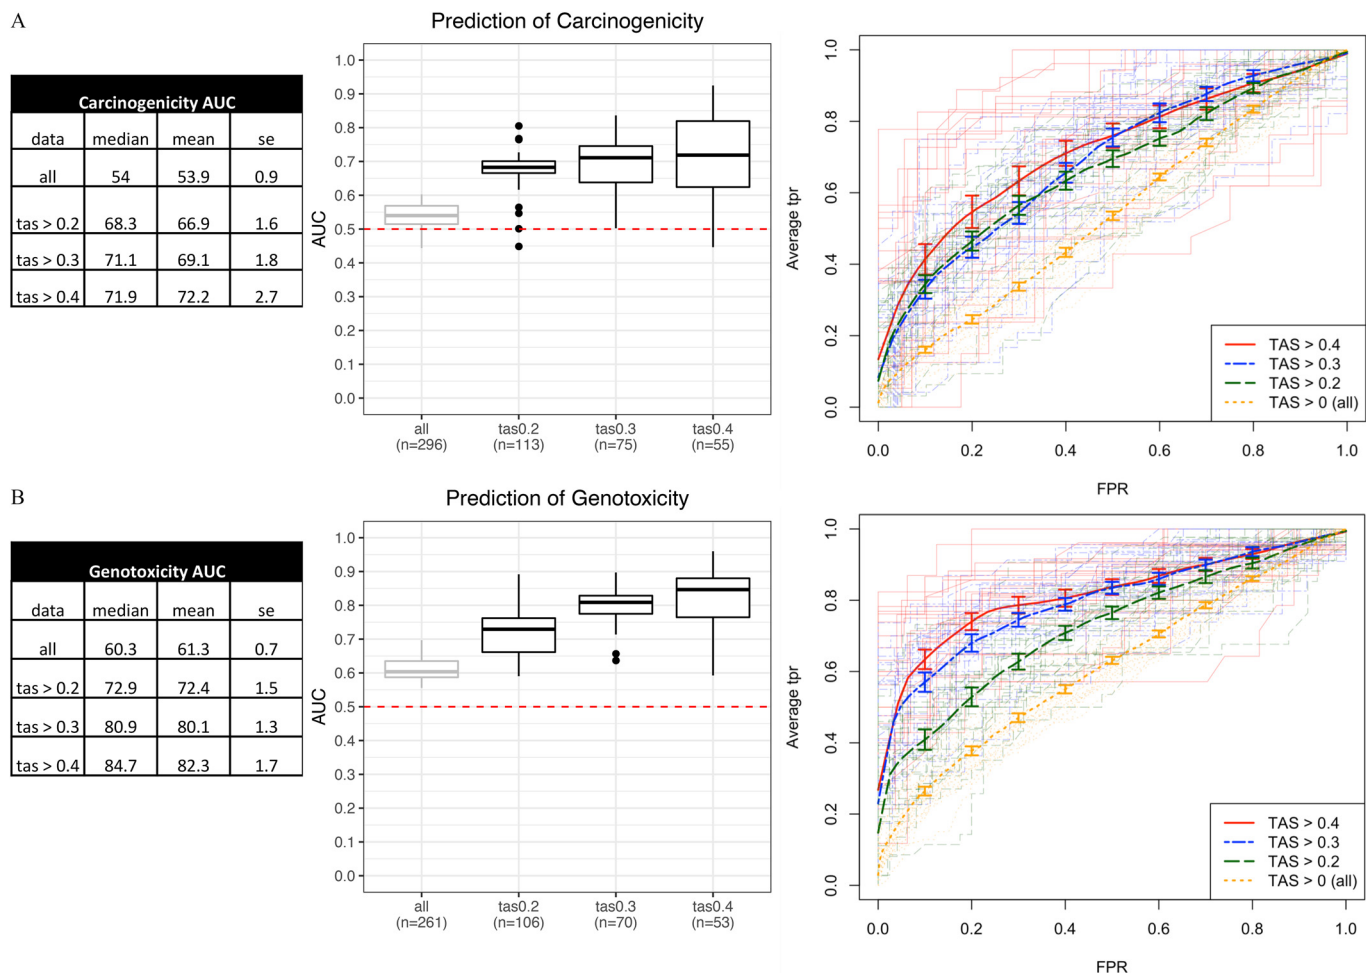 A
Carcinogenicity AUC
data median mean se
all 54 53.9 0.9
tas > 0.2 68.3 66.9 1.6
tas > 0.3 71.1 69.1 1.8
tas > 0.4 71.9 72.2 2.7
Prediction of Carcinogenicity
AUC
1.0
0.9
0.8
0.7
0.6
0.5
0.4
0.3
0.2
0.1
0.0
all tas0.2 tas0.3 tas0.4
(n=296) (n=113) (n=75) (n=55)
Average tpr
1.0
0.8
0.6
0.4
0.2
0.0
TAS > 0.4
TAS > 0.3
TAS > 0.2
TAS > 0 (all)
0.0 0.2 0.4 0.6 0.8 1.0
FPR
B
Genotoxicity AUC
data median mean se
all 60.3 61.3 0.7
tas > 0.2 72.9 72.4 1.5
tas > 0.3 80.9 80.1 1.3
tas > 0.4 84.7 82.3 1.7
Prediction of Genotoxicity
AUC
1.0
0.9
0.8
0.7
0.6
0.5
0.4
0.3
0.2
0.1
0.0
all tas0.2 tas0.3 tas0.4
(n=261) (n=106) (n=70) (n=53)
Average tpr
1.0
0.8
0.6
0.4
0.2
0.0
TAS > 0.4
TAS > 0.3
TAS > 0.2
TAS > 0 (all)
0.0 0.2 0.4 0.6 0.8 1.0
FPR